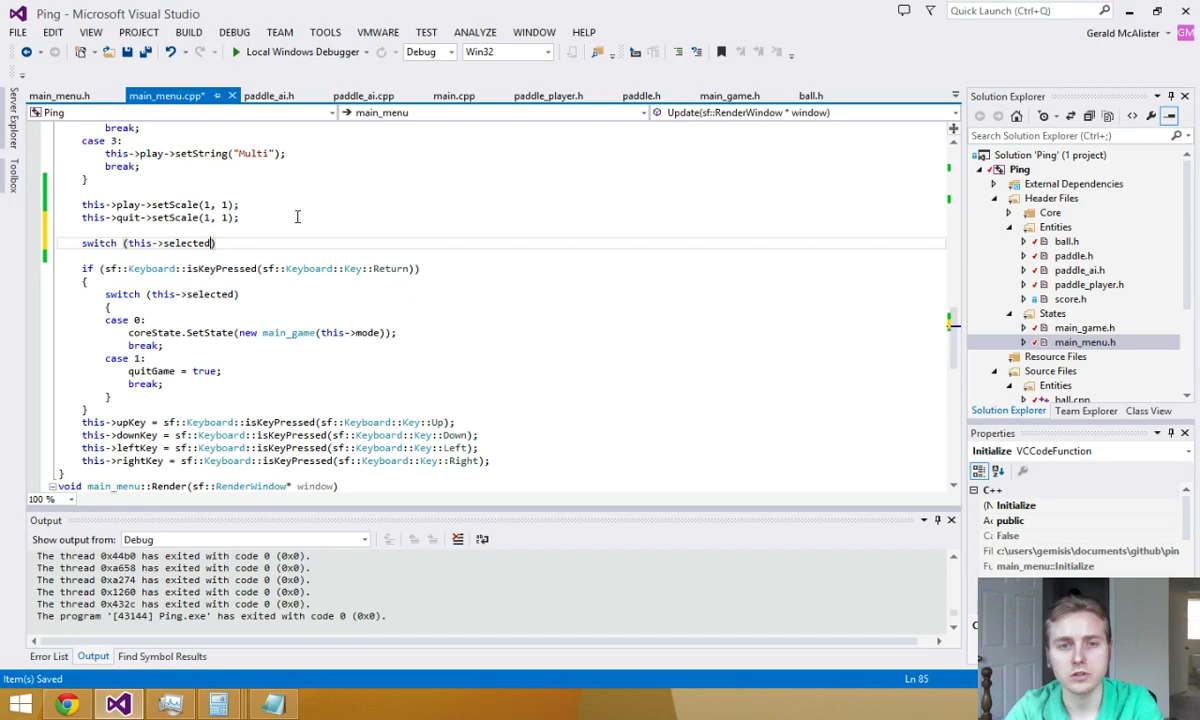 Ping - Microsoft Visual Studio
Quick Launch (Ctrl+;)
FILE EDIT VIEW PROJECT BUILD DEBUG TEAM TOOLS VMWARE TEST ANALYZE WINDOW HELP
Gerald McAlister GM
Local Windows Debugger Debug Win32
main_menu.h main_menu.cpp* paddle_ai.h paddle_ai.cpp main.cpp paddle_player.h paddle.h main_game.h ball.h
Ping main_menu Update(sf::RenderWindow * window)
Server Explorer
Toolbox
break;
case 3:
this->play->setString("Multi");
break;
}
this->play->setScale(1, 1);
this->quit->setScale(1, 1);
switch (this->selected)
if (sf::Keyboard::isKeyPressed(sf::Keyboard::Key::Return))
{
switch (this->selected)
{
case 0:
coreState.SetState(new main_game(this->mode));
break;
case 1:
quitGame = true;
break;
}
}
this->upKey = sf::Keyboard::isKeyPressed(sf::Keyboard::Key::Up);
this->downKey = sf::Keyboard::isKeyPressed(sf::Keyboard::Key::Down);
this->leftKey = sf::Keyboard::isKeyPressed(sf::Keyboard::Key::Left);
this->rightKey = sf::Keyboard::isKeyPressed(sf::Keyboard::Key::Right);
}
void main_menu::Render(sf::RenderWindow* window)
100 %
Output
Show output from: Debug
The thread 0x44b0 has exited with code 0 (0x0).
The thread 0xa658 has exited with code 0 (0x0).
The thread 0xa274 has exited with code 0 (0x0).
The thread 0x1260 has exited with code 0 (0x0).
The thread 0x432c has exited with code 0 (0x0).
The program '[43144] Ping.exe' has exited with code 0 (0x0).
Error List Output Find Symbol Results
Item(s) Saved Ln 85
Solution Explorer
Search Solution Explorer (Ctrl+;)
Solution 'Ping' (1 project)
Ping
External Dependencies
Header Files
Core
Entities
ball.h
paddle.h
paddle_ai.h
paddle_player.h
score.h
States
main_game.h
main_menu.h
Resource Files
Source Files
Entities
ball.cpp
Solution Explorer Team Explorer Class View
Properties
Initialize VCCodeFunction
C++
(N Initialize
Ac public
Ca False
Fil c:\users\gemisis\documents\github\pin
Fu main_menu::Initialize